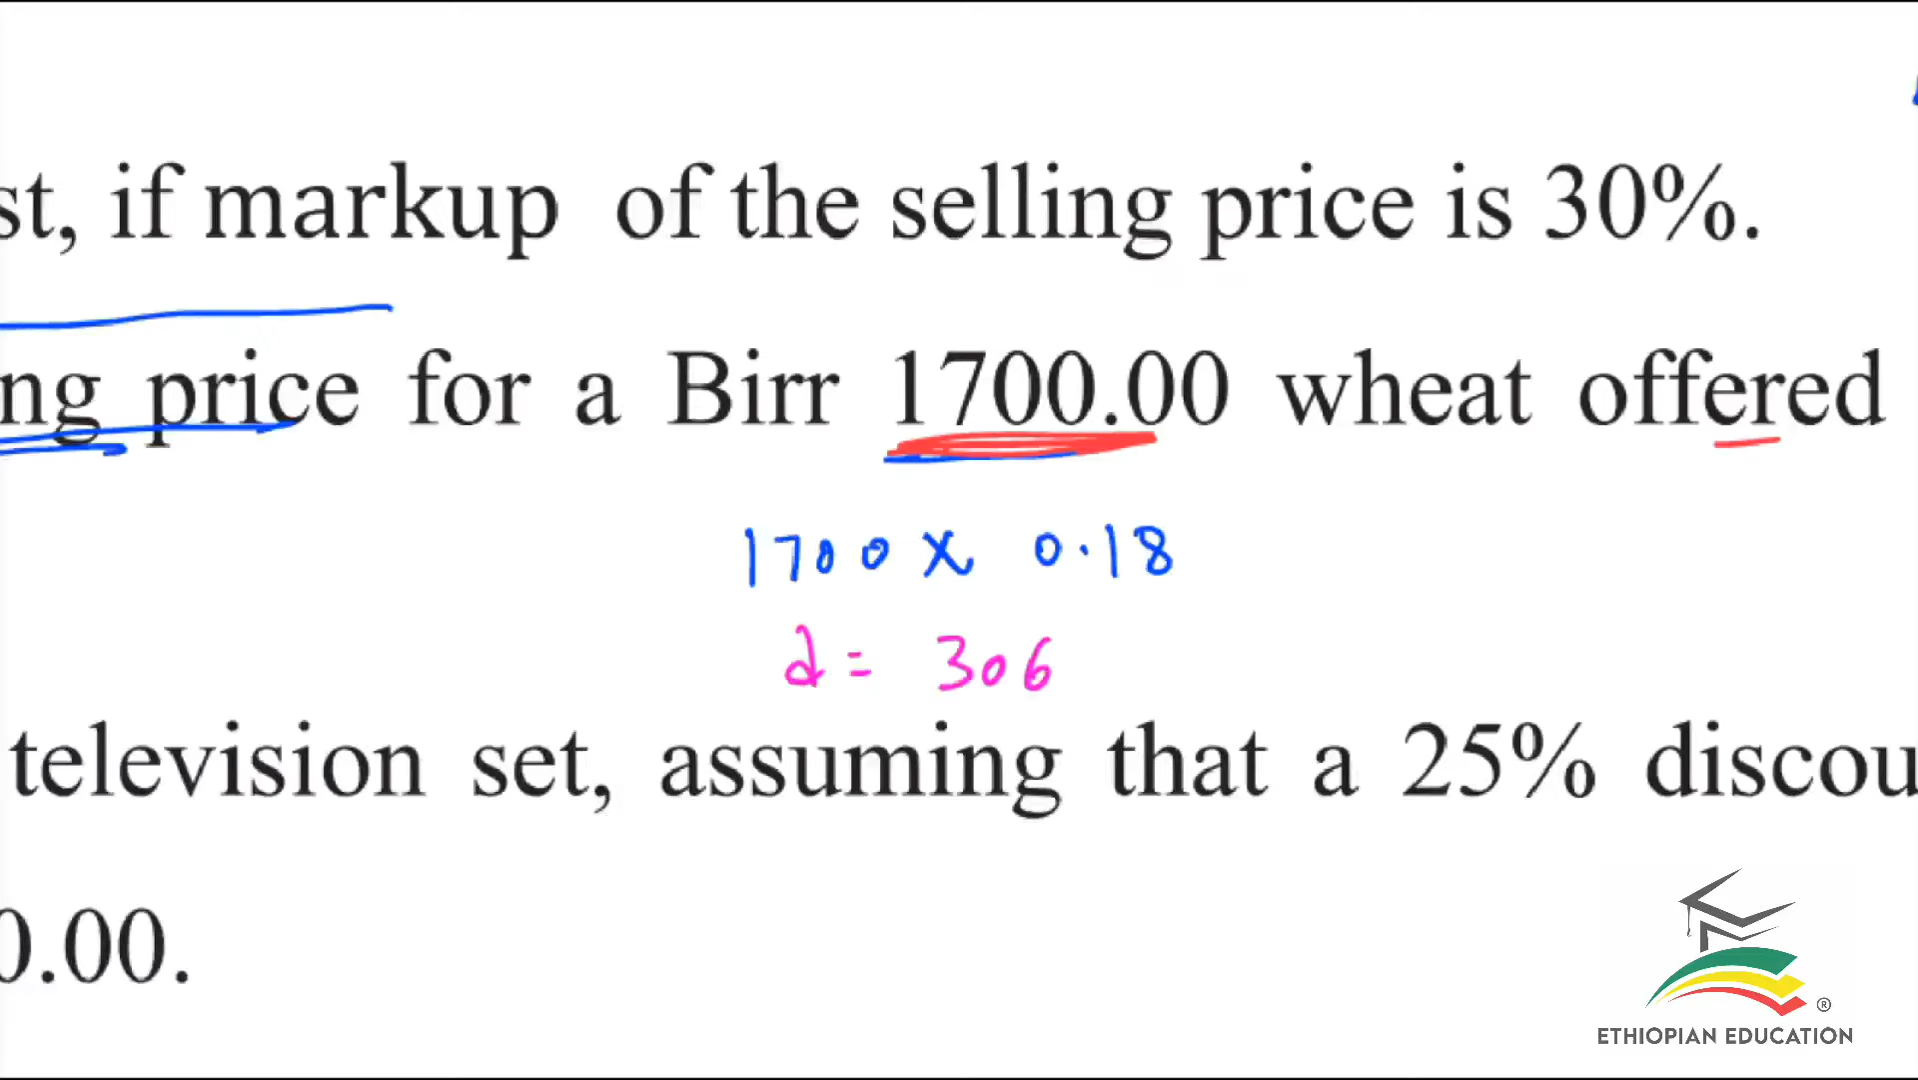 st, if markup of the selling price is 30%.
ng price for a Birr 1700.00 wheat offered
1700 x 0.18
d = 306
television set, assuming that a 25% discou
0.00.
®
ETHIOPIAN EDUCATION